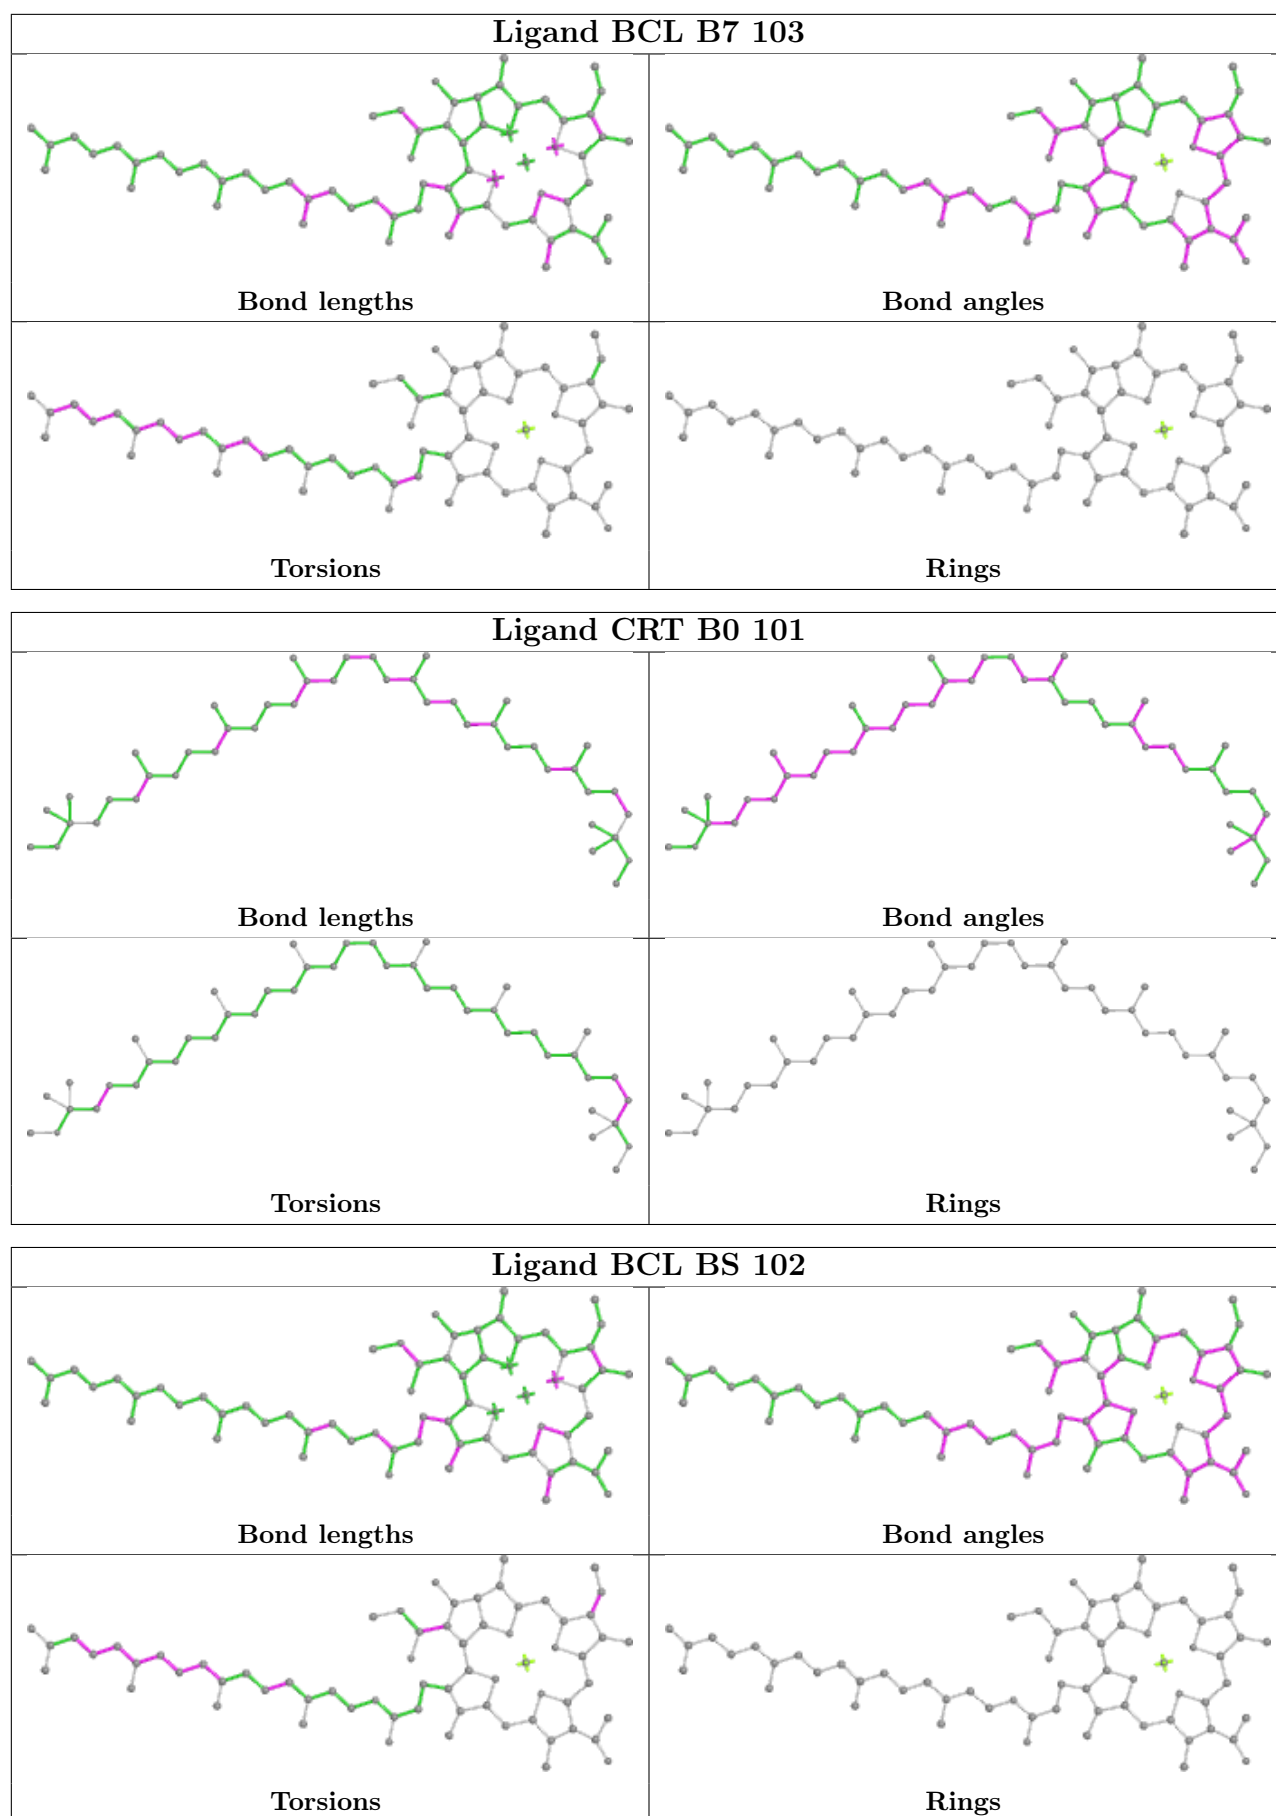 Ligand BCL B7 103
Bond lengths
Bond angles
Torsions
Rings
Ligand CRT B0 101
Bond lengths
Bond angles
Torsions
Rings
Ligand BCL BS 102
Bond lengths
Bond angles
Torsions
Rings